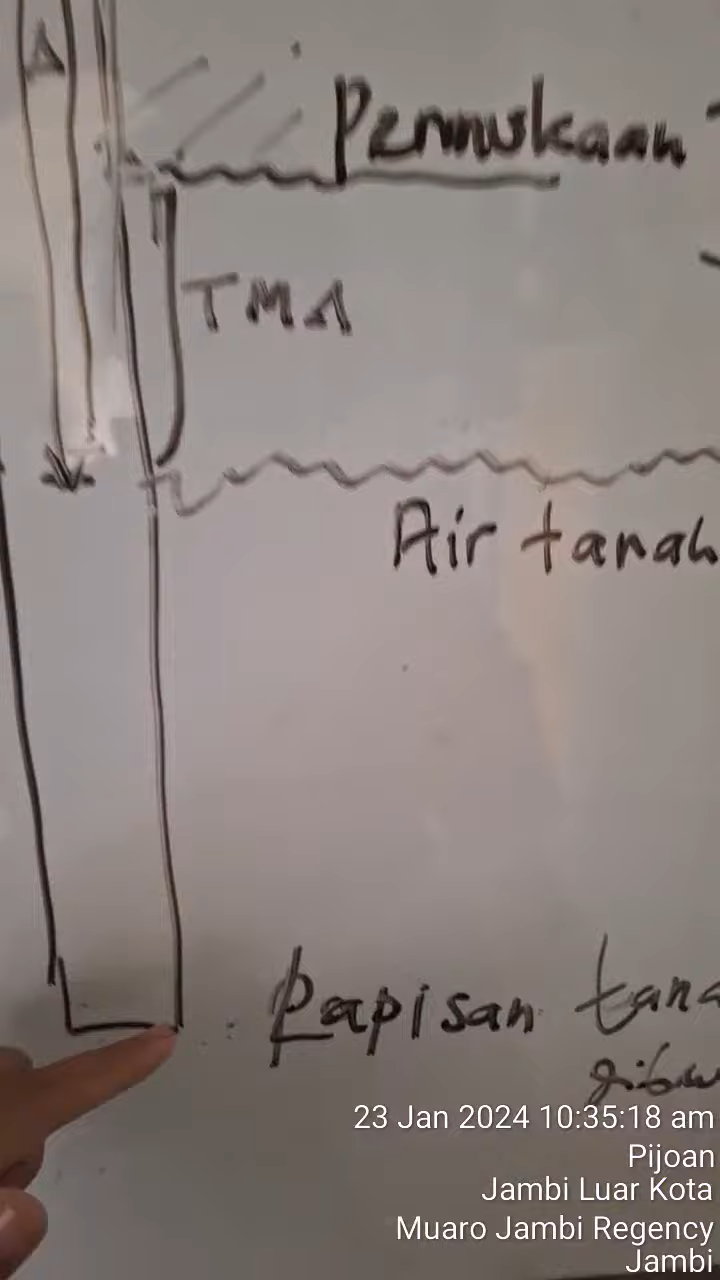 Permukaan
TMA
Air tanah
Lapisan
23 Jan 2024 10:35:18 am
Pijoan
Jambi Luar Kota
Muaro Jambi Regency
Jambi